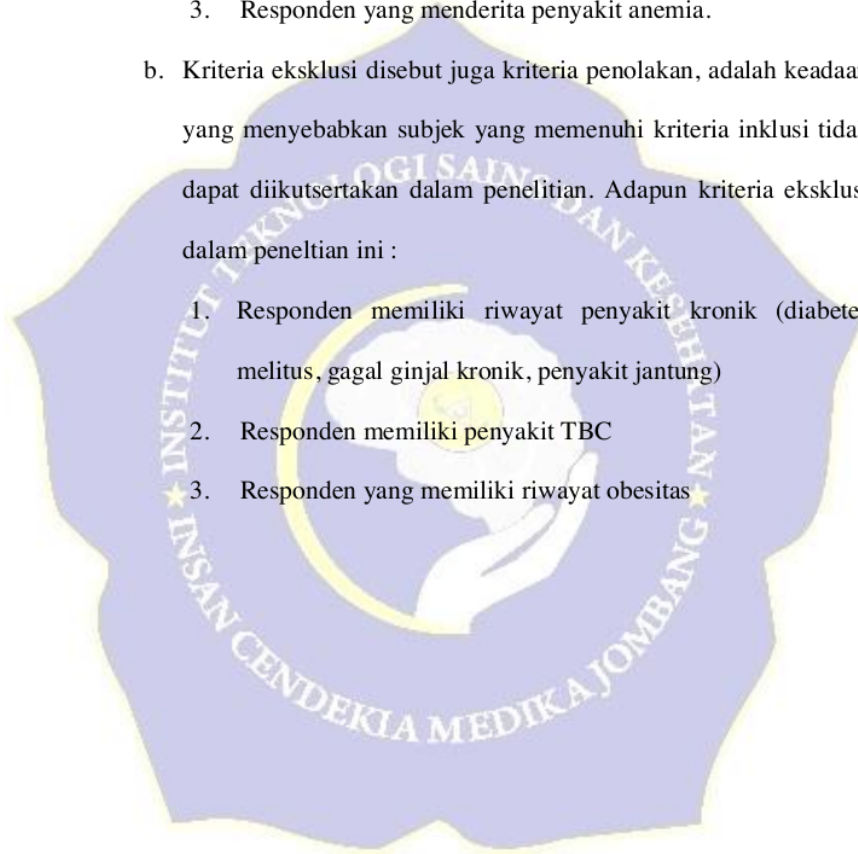 3. Responden yang menderita penyakit anemia.
b. Kriteria eksklusi disebut juga kriteria penolakan, adalah keadaa
yang menyebabkan subjek yang memenuhi kriteria inklusi tida
dapat diikutsertakan dalam penelitian. Adapun kriteria eksklus
dalam peneltian ini :
1. Responden memiliki riwayat penyakit kronik (diabete
melitus, gagal ginjal kronik, penyakit jantung)
2. Responden memiliki penyakit TBC
3. Responden yang memiliki riwayat obesitas
INSTITUT TEKNOLOGI SAINS DAN KESEHATAN
INSAN CENDEKIA MEDIKA JOMBANG